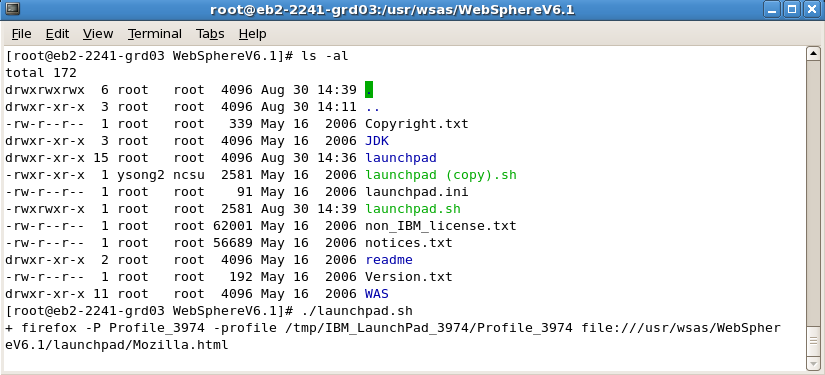 root@eb2-2241-grd03:/usr/wsas/WebSphereV6.1
File Edit View Terminal Tabs Help
[root@eb2-2241-grd03 WebSphereV6.1]# ls -al
total 172
drwxrwxrwx  6 root   root  4096 Aug 30 14:39 .
drwxr-xr-x  3 root   root  4096 Aug 30 14:11 ..
-rw-r--r--  1 root   root   339 May 16  2006 Copyright.txt
drwxr-xr-x  3 root   root  4096 May 16  2006 JDK
drwxr-xr-x 15 root   root  4096 Aug 30 14:36 launchpad
-rwxr-xr-x  1 ysong2 ncsu  2581 May 16  2006 launchpad (copy).sh
-rw-r--r--  1 root   root    91 May 16  2006 launchpad.ini
-rwxrwxr-x  1 root   root  2581 Aug 30 14:39 launchpad.sh
-rw-r--r--  1 root   root 62001 May 16  2006 non_IBM_license.txt
-rw-r--r--  1 root   root 56689 May 16  2006 notices.txt
drwxr-xr-x  2 root   root  4096 May 16  2006 readme
-rw-r--r--  1 root   root   192 May 16  2006 Version.txt
drwxr-xr-x 11 root   root  4096 May 16  2006 WAS
[root@eb2-2241-grd03 WebSphereV6.1]# ./launchpad.sh
+ firefox -P Profile_3974 -profile /tmp/IBM_LaunchPad_3974/Profile_3974 file:///usr/wsas/WebSpher
eV6.1/launchpad/Mozilla.html